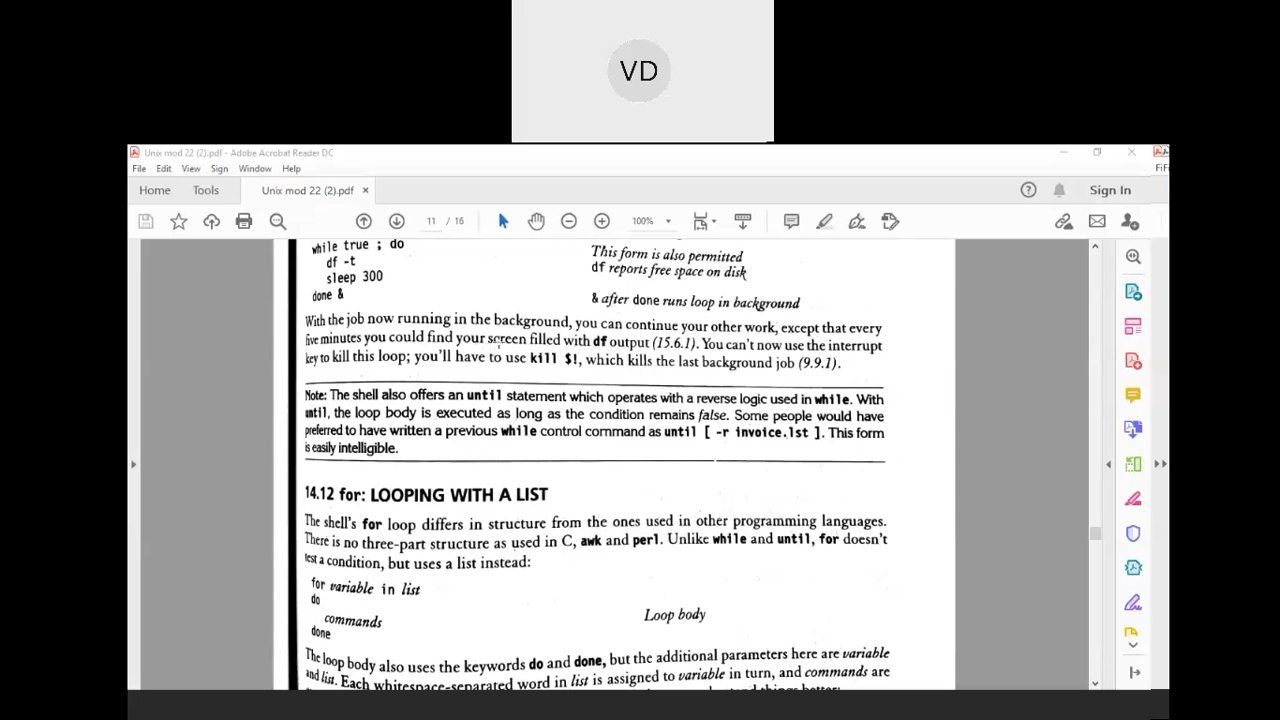 VD
Unix mod 22 (2).pdf - Adobe Acrobat Reader DC
File Edit View Sign Window Help
FiFi
Home Tools Unix mod 22 (2).pdf × Sign In
11 / 16 100%
while true ; do This form is also permitted
df -t df reports free space on disk
sleep 300
done & & after done runs loop in background
With the job now running in the background, you can continue your other work, except that every
five minutes you could find your screen filled with df output (15.6.1). You can't now use the interrupt
key to kill this loop; you'll have to use kill $!, which kills the last background job (9.9.1).
Note: The shell also offers an until statement which operates with a reverse logic used in while. With
until, the loop body is executed as long as the condition remains false. Some people would have
preferred to have written a previous while control command as until [ -r invoice.lst ]. This form
is easily intelligible.
14.12 for: LOOPING WITH A LIST
The shell's for loop differs in structure from the ones used in other programming languages.
There is no three-part structure as used in C, awk and perl. Unlike while and until, for doesn't
test a condition, but uses a list instead:
for variable in list
do
commands Loop body
done
The loop body also uses the keywords do and done, but the additional parameters here are variable
and list. Each whitespace-separated word in list is assigned to variable in turn, and commands are